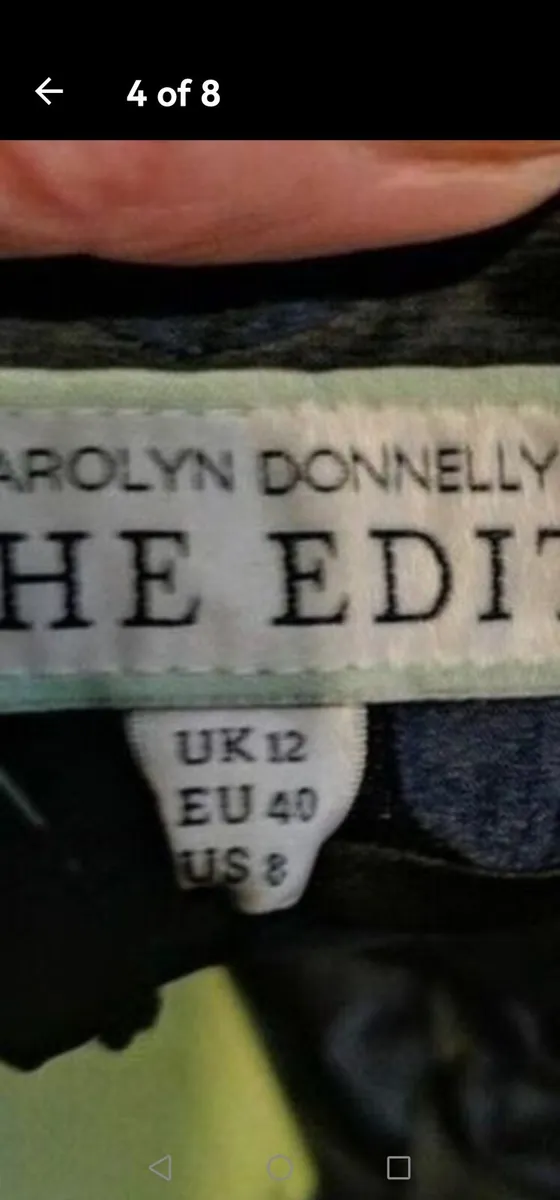 4 of 8
AROLYN DONNELLY
HE EDIT
UK 12
EU 40
US 8